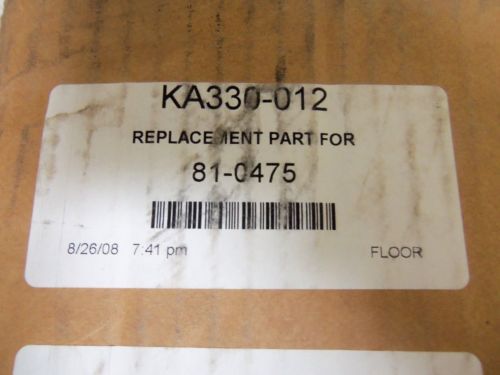 KA330-012
REPLACEMENT PART FOR
81-0475
8/26/08 7:41 pm FLOOR